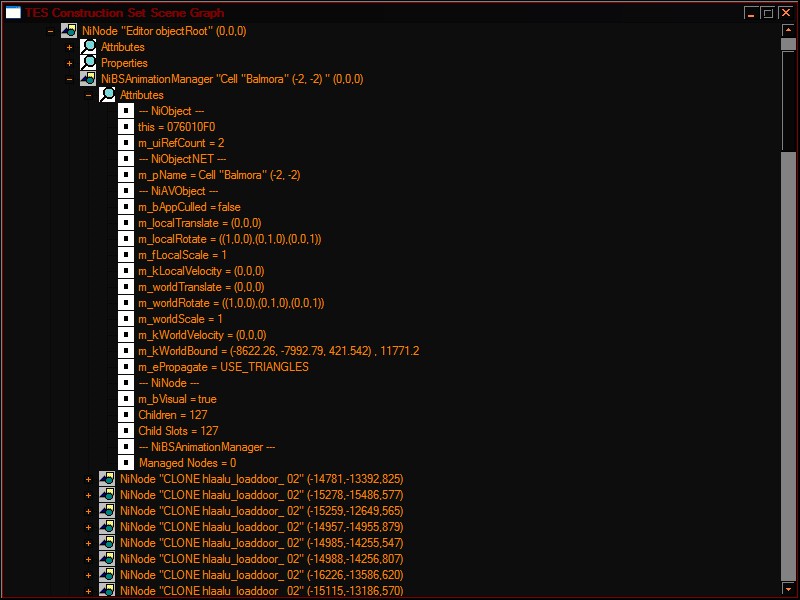 TES Construction Set Scene Graph
NiNode "Editor objectRoot" (0,0,0)
Attributes
Properties
NiBSAnimationManager "Cell "Balmora" (-2, -2) " (0,0,0)
Attributes
--- NiObject ---
this = 076010F0
m_uiRefCount = 2
--- NiObjectNET ---
m_pName = Cell "Balmora" (-2, -2)
--- NiAVObject ---
m_bAppCulled = false
m_localTranslate = (0,0,0)
m_localRotate = ((1,0,0),(0,1,0),(0,0,1))
m_fLocalScale = 1
m_kLocalVelocity = (0,0,0)
m_worldTranslate = (0,0,0)
m_worldRotate = ((1,0,0),(0,1,0),(0,0,1))
m_worldScale = 1
m_kWorldVelocity = (0,0,0)
m_kWorldBound = (-8622.26, -7992.79, 421.542) , 11771.2
m_ePropagate = USE_TRIANGLES
--- NiNode ---
m_bVisual = true
Children = 127
Child Slots = 127
--- NiBSAnimationManager ---
Managed Nodes = 0
NiNode "CLONE hlaalu_loaddoor_ 02" (-14781,-13392,825)
NiNode "CLONE hlaalu_loaddoor_ 02" (-15278,-15486,577)
NiNode "CLONE hlaalu_loaddoor_ 02" (-15259,-12649,565)
NiNode "CLONE hlaalu_loaddoor_ 02" (-14957,-14955,879)
NiNode "CLONE hlaalu_loaddoor_ 02" (-14985,-14255,547)
NiNode "CLONE hlaalu_loaddoor_ 02" (-14988,-14256,807)
NiNode "CLONE hlaalu_loaddoor_ 02" (-16226,-13586,620)
NiNode "CLONE hlaalu_loaddoor_ 02" (-15115,-13186,570)